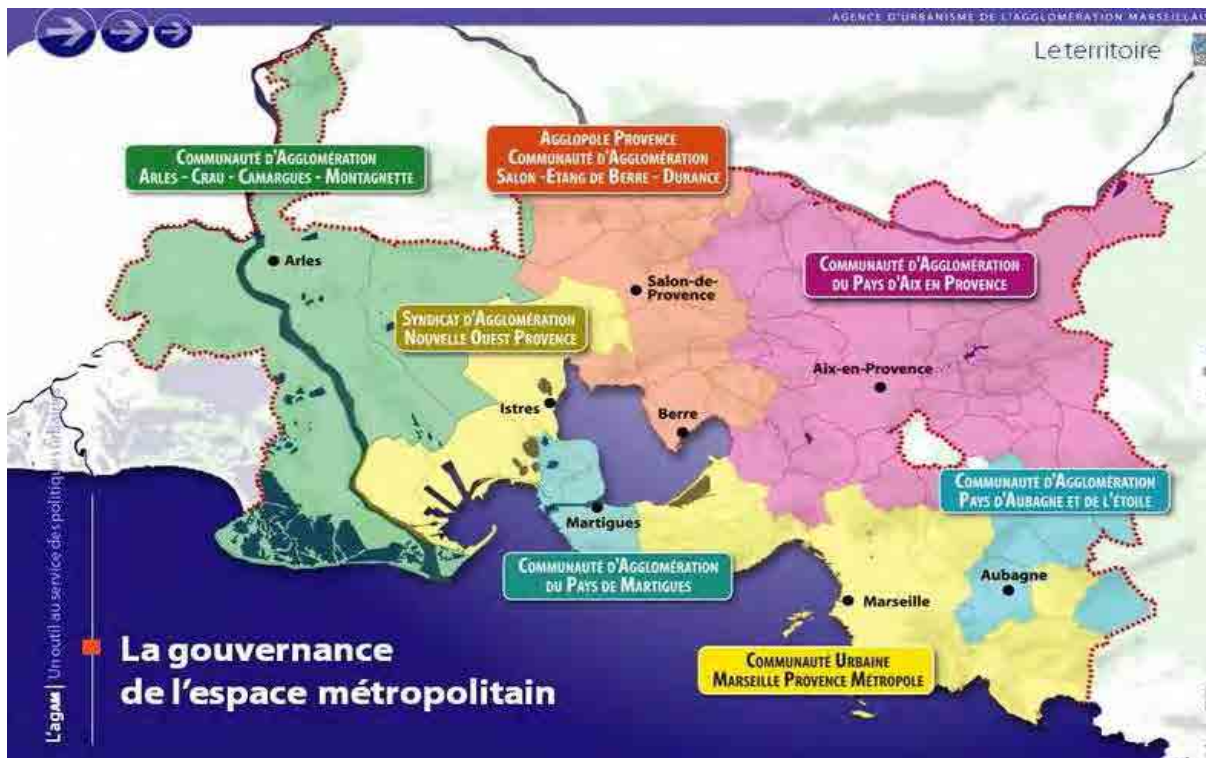 AGENCE D'URBANISME DE L'AGGLOMÉRATION MARSEILLAI
Le territoire
COMMUNAUTÉ D'AGGLOMÉRATION
ARLES - CRAU - CAMARGUES - MONTAGNETTE
AGGLOPOLE PROVENCE
COMMUNAUTÉ D'AGGLOMÉRATION
SALON -ETANG DE BERRE - DURANCE
Arles
COMMUNAUTÉ D'AGGLOMÉRATION
DU PAYS D'AIX EN PROVENCE
Salon-de-
Provence
SYNDICAT D'AGGLOMÉRATION
NOUVELLE OUEST PROVENCE
Aix-en-Provence
Istres
Berre
COMMUNAUTÉ D'AGGLOMÉRATION
PAYS D'AUBAGNE ET DE L'ÉTOILE
Martigues
COMMUNAUTÉ D'AGGLOMÉRATION
DU PAYS DE MARTIGUES
Aubagne
Marseille
COMMUNAUTÉ URBAINE
MARSEILLE PROVENCE MÉTROPOLE
La gouvernance
de l'espace métropolitain
L'agAM | Un outil au service des politiques